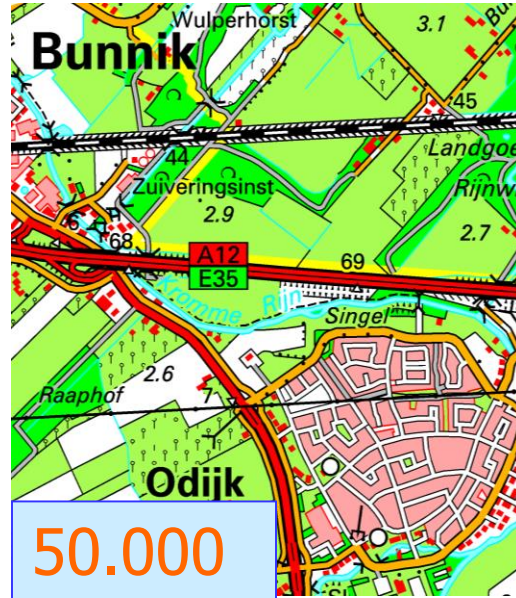 Wulperhorst
3.1
Bunnik
45
44
Landgoe
Zuiveringsinst
Rijnw
2.9
2.7
68
A12
69
E35
Kromme Rijn
Singel
2.6
7
Raaphof
Odijk
50.000